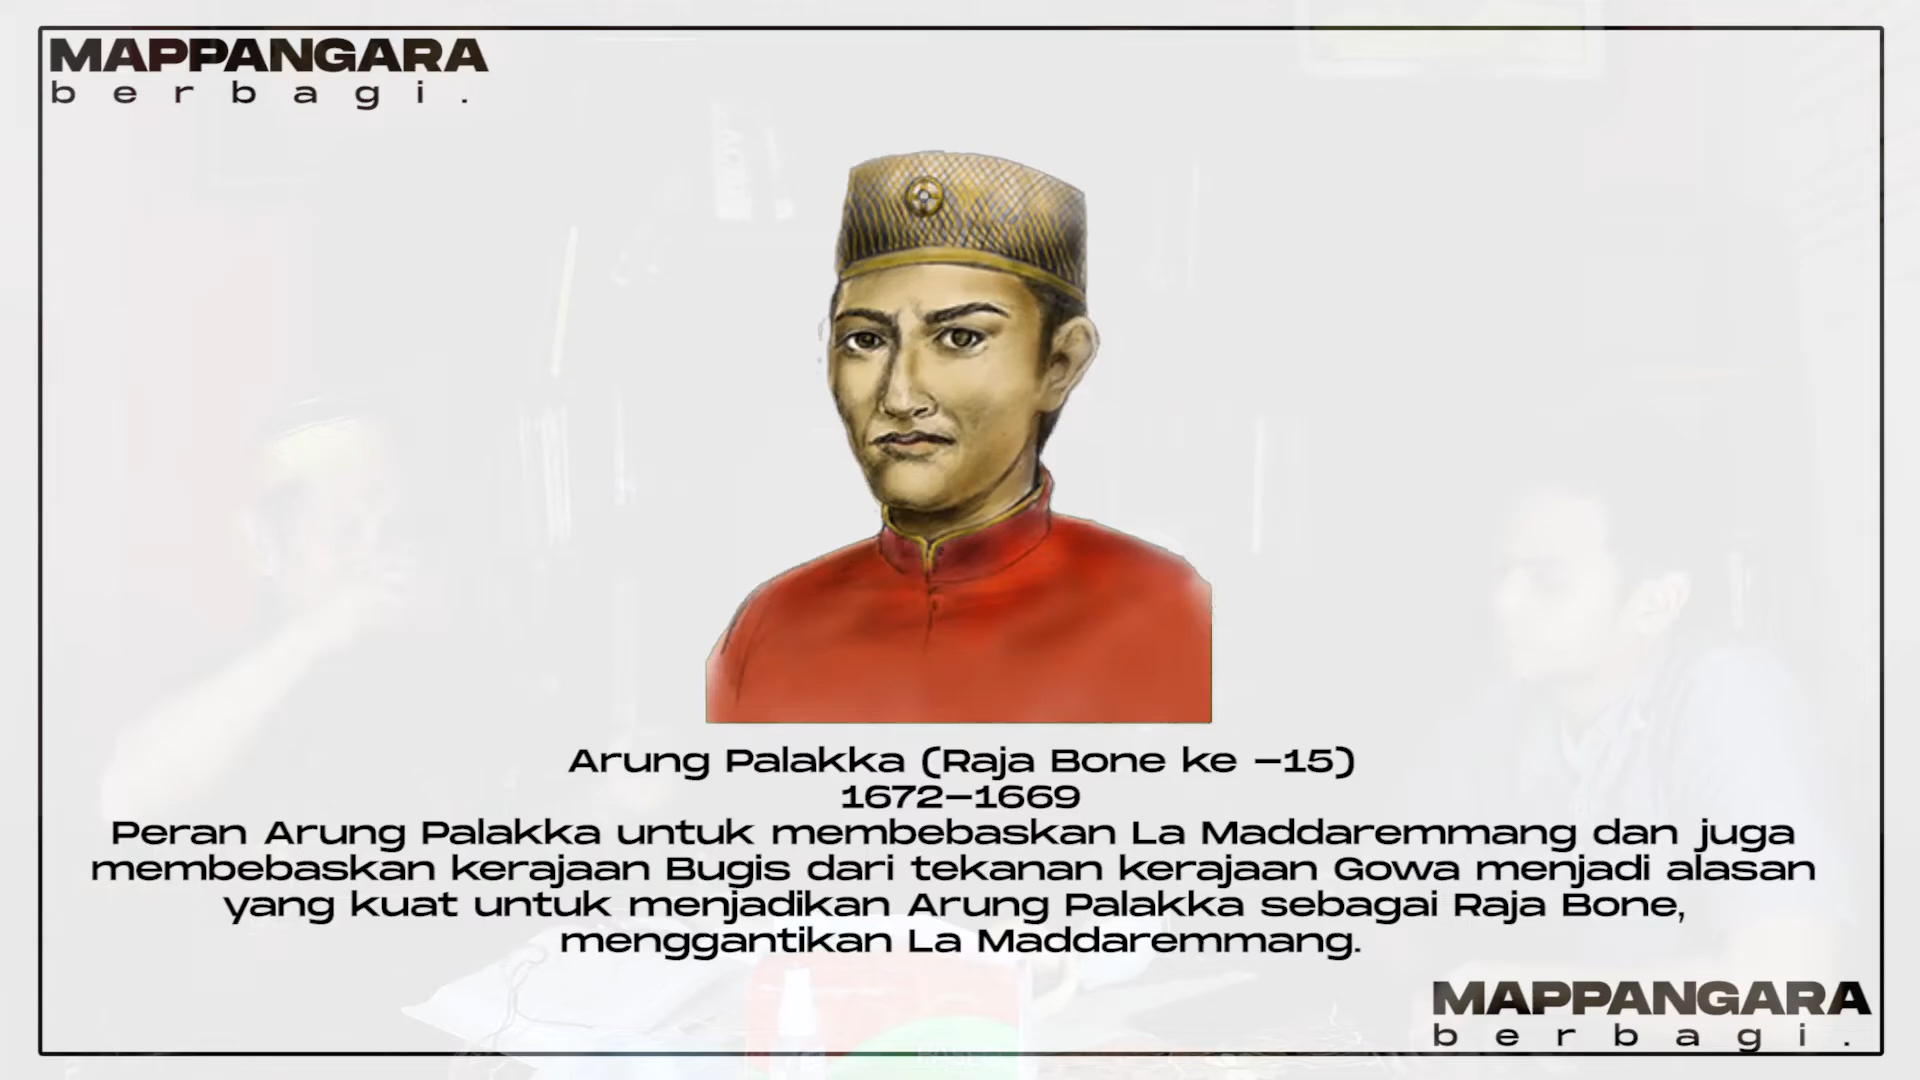 MAPPANGARA
berbagi.
Arung Palakka (Raja Bone ke -15)
1672-1669
Peran Arung Palakka untuk membebaskan La Maddaremmang dan juga
membebaskan kerajaan Bugis dari tekanan kerajaan Gowa menjadi alasan
yang kuat untuk menjadikan Arung Palakka sebagai Raja Bone,
menggantikan La Maddaremmang.
MAPPANGARA
berbagi.